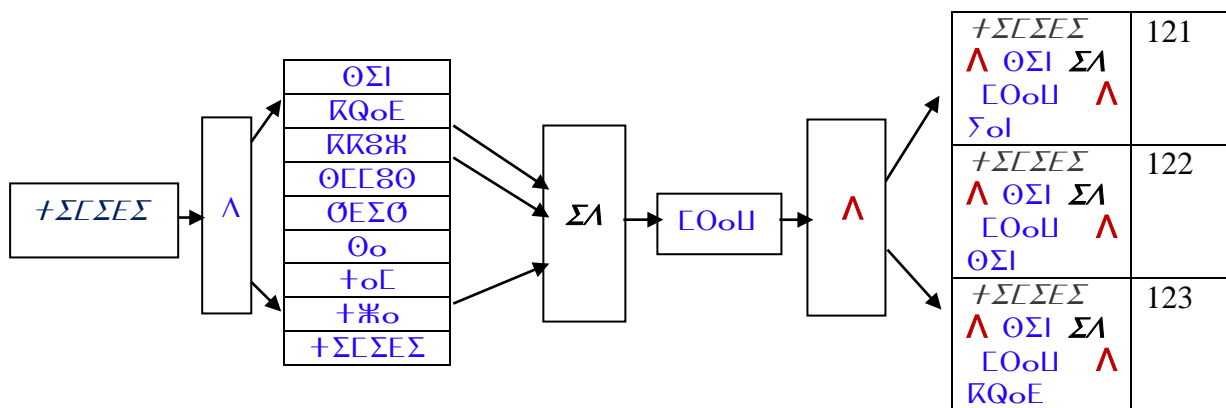 ⵜⵉⵎⵉⴹⵉ
ⴷ
ⵙⵉⵏ
ⴽⵕⴰⴹ
ⴽⴽⵓⵥ
ⵙⵎⵎⵓⵙ
ⵚⴹⵉⵚ
ⵙⴰ
ⵜⴰⵎ
ⵜⵥⴰ
ⵜⵉⵎⵉⴹⵉ
ⵉⴷ
ⵎⵔⴰⵡ
ⴷ
ⵜⵉⵎⵉⴹⵉ 121
ⴷ ⵙⵉⵏ ⵉⴷ
ⵎⵔⴰⵡ ⴷ
ⵢⴰⵏ
ⵜⵉⵎⵉⴹⵉ 122
ⴷ ⵙⵉⵏ ⵉⴷ
ⵎⵔⴰⵡ ⴷ
ⵙⵉⵏ
ⵜⵉⵎⵉⴹⵉ 123
ⴷ ⵙⵉⵏ ⵉⴷ
ⵎⵔⴰⵡ ⴷ
ⴽⵕⴰⴹ